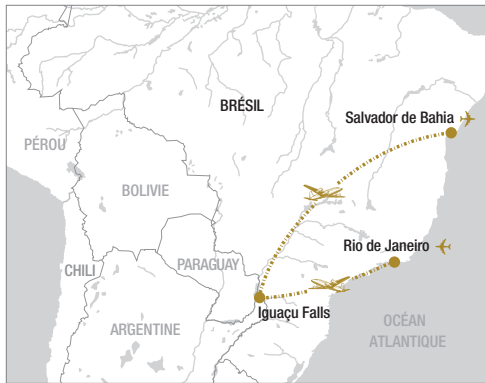 BRÉSIL
Salvador de Bahia
PÉROU
BOLIVIE
Rio de Janeiro
PARAGUAY
CHILI
Iguaçu Falls
ARGENTINE
OCÉAN
ATLANTIQUE